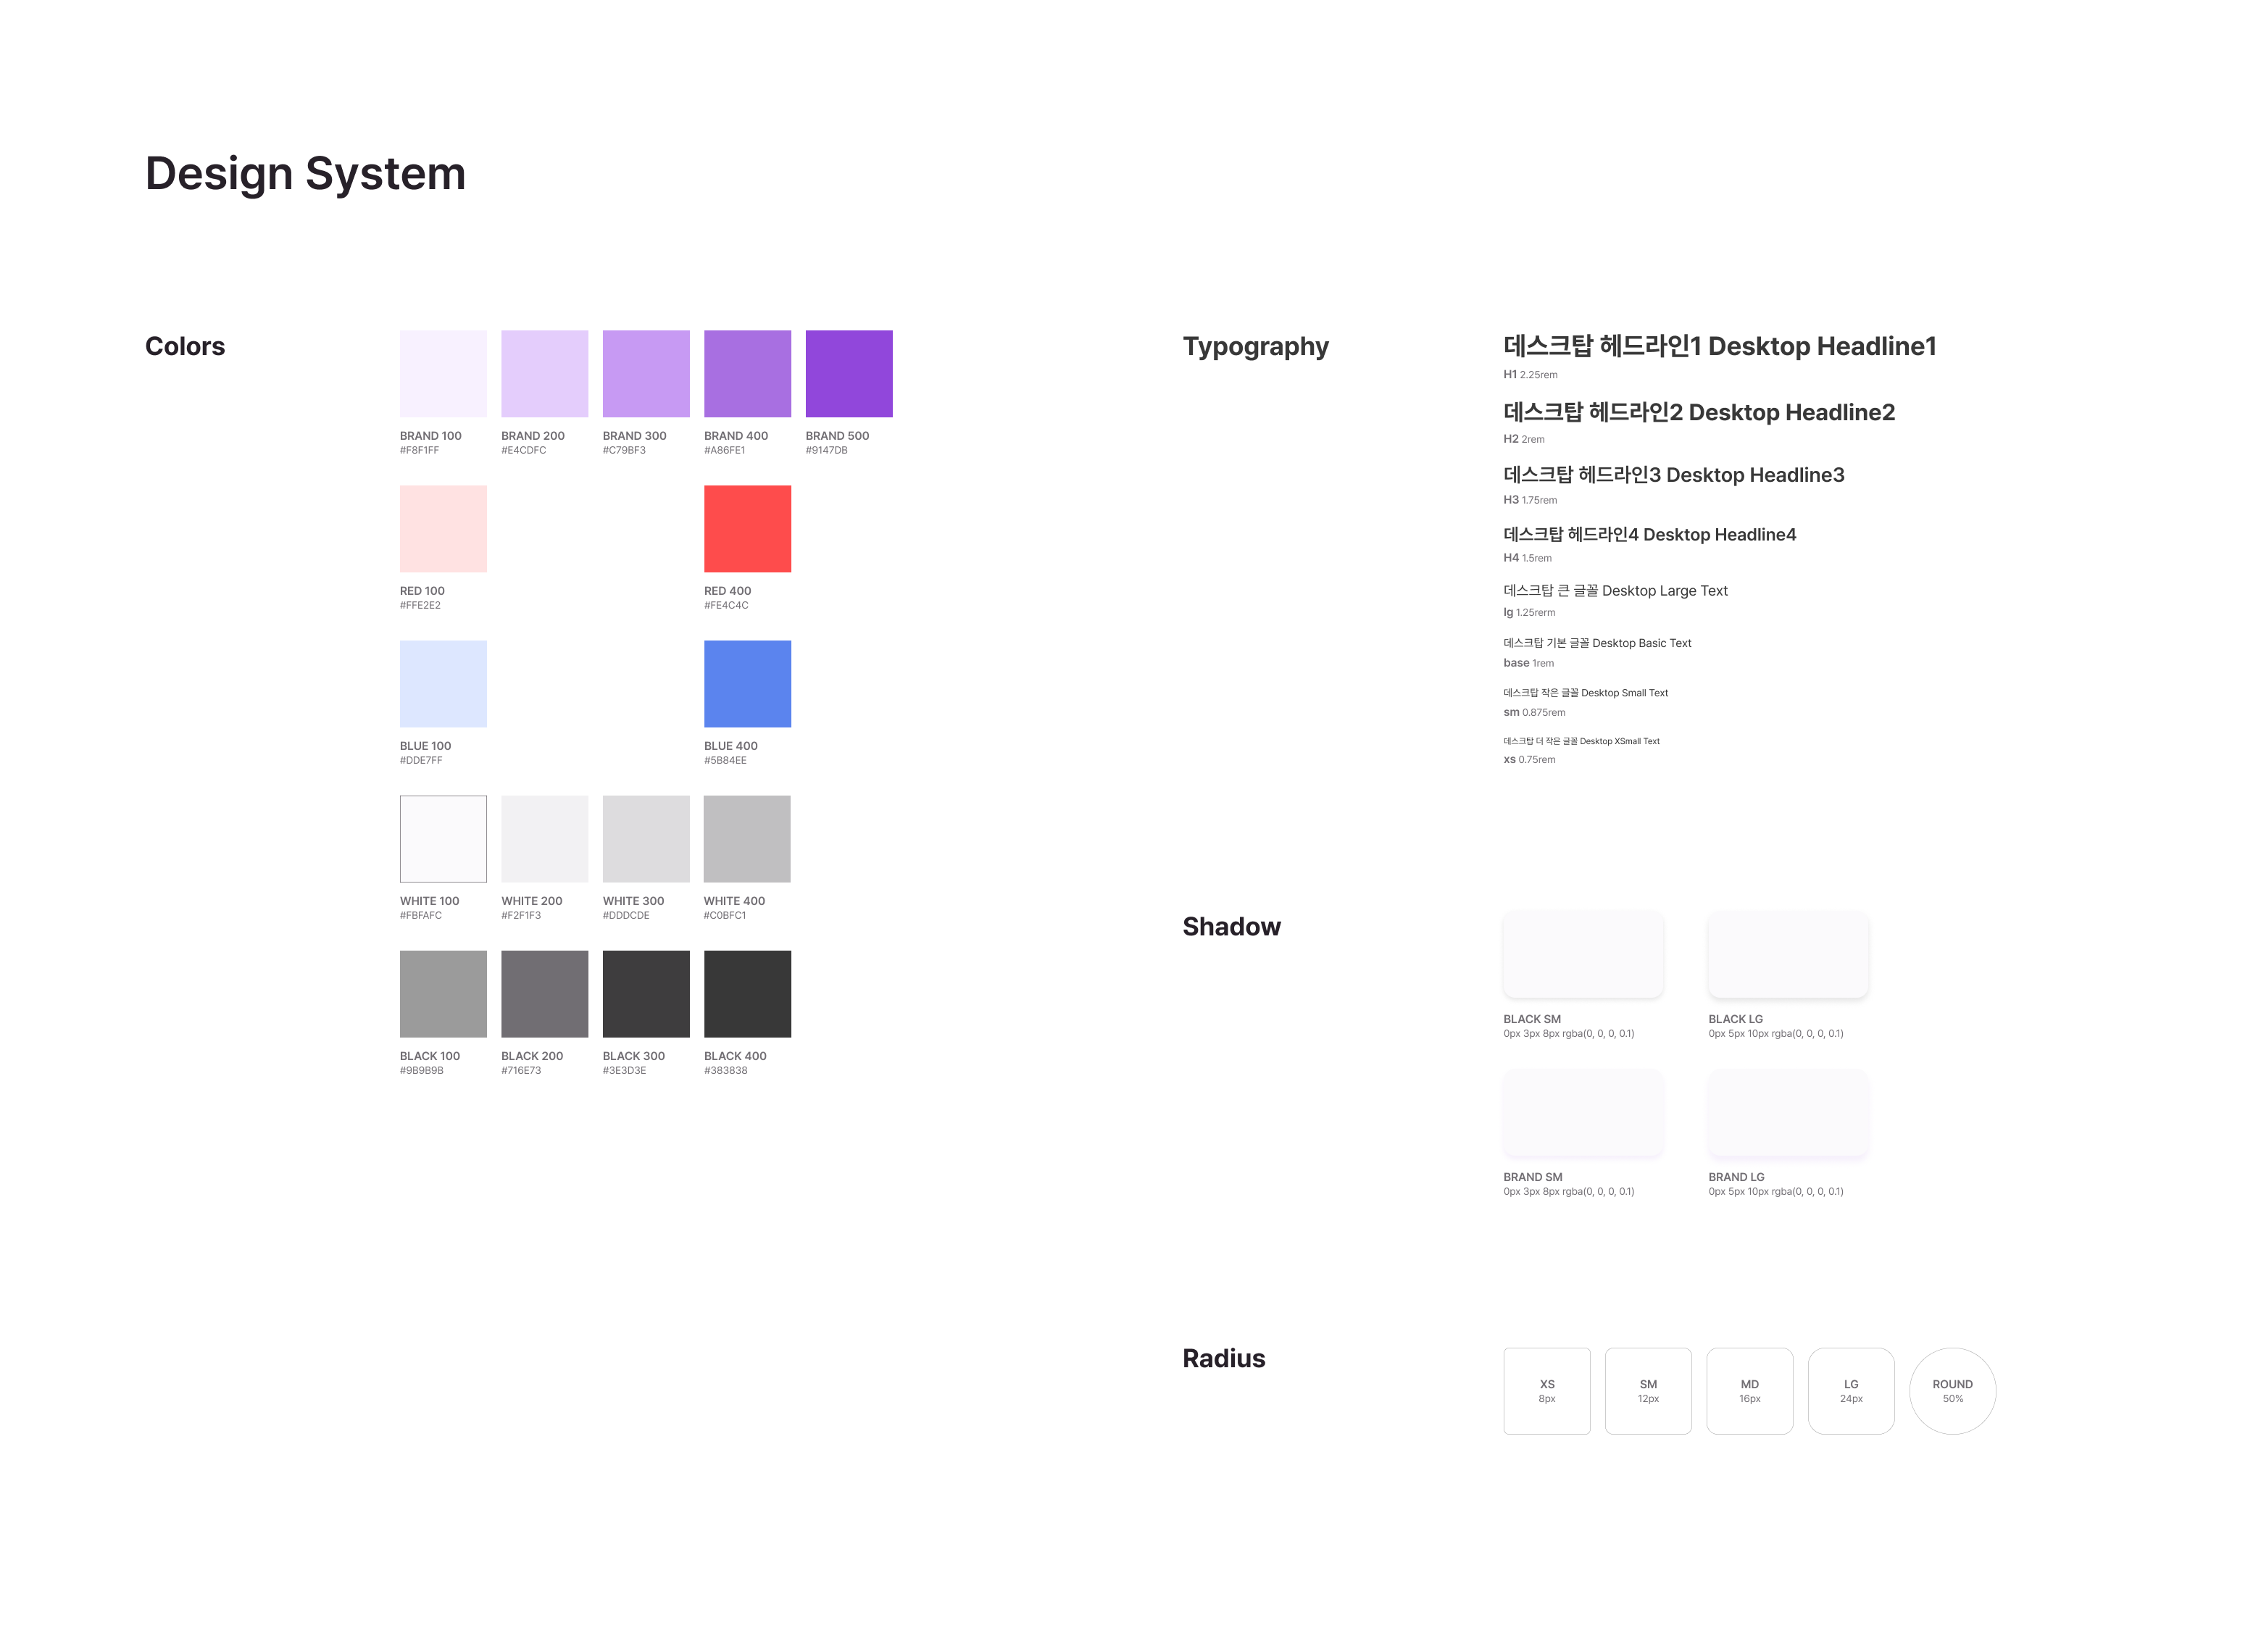 Design System
Colors
BRAND 100
#F8F1FF
BRAND 200
#E4CDFC
BRAND 300
#C79BF3
BRAND 400
#A86FE1
BRAND 500
#9147DB
RED 100
#FFE2E2
RED 400
#FE4C4C
BLUE 100
#DDE7FF
BLUE 400
#5B84EE
WHITE 100
#FBFAFC
WHITE 200
#F2F1F3
WHITE 300
#DDDCDE
WHITE 400
#C0BFC1
BLACK 100
#9B9B9B
BLACK 200
#716E73
BLACK 300
#3E3D3E
BLACK 400
#383838
Typography
데스크탑 헤드라인1 Desktop Headline1
H1 2.25rem
데스크탑 헤드라인2 Desktop Headline2
H2 2rem
데스크탑 헤드라인3 Desktop Headline3
H3 1.75rem
데스크탑 헤드라인4 Desktop Headline4
H4 1.5rem
데스크탑 큰 글꼴 Desktop Large Text
lg 1.25rerm
데스크탑 기본 글꼴 Desktop Basic Text
base 1rem
데스크탑 작은 글꼴 Desktop Small Text
sm 0.875rem
데스크탑 더 작은 글꼴 Desktop XSmall Text
xs 0.75rem
Shadow
BLACK SM
0px 3px 8px rgba(0, 0, 0, 0.1)
BLACK LG
0px 5px 10px rgba(0, 0, 0, 0.1)
BRAND SM
0px 3px 8px rgba(0, 0, 0, 0.1)
BRAND LG
0px 5px 10px rgba(0, 0, 0, 0.1)
Radius
XS
8px
SM
12px
MD
16px
LG
24px
ROUND
50%